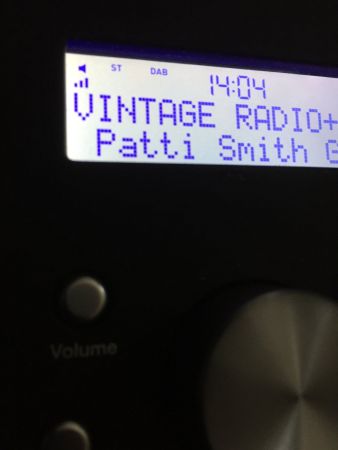 ST DAB
14:04
VINTAGE RADIO+
Patti Smith G
Volume